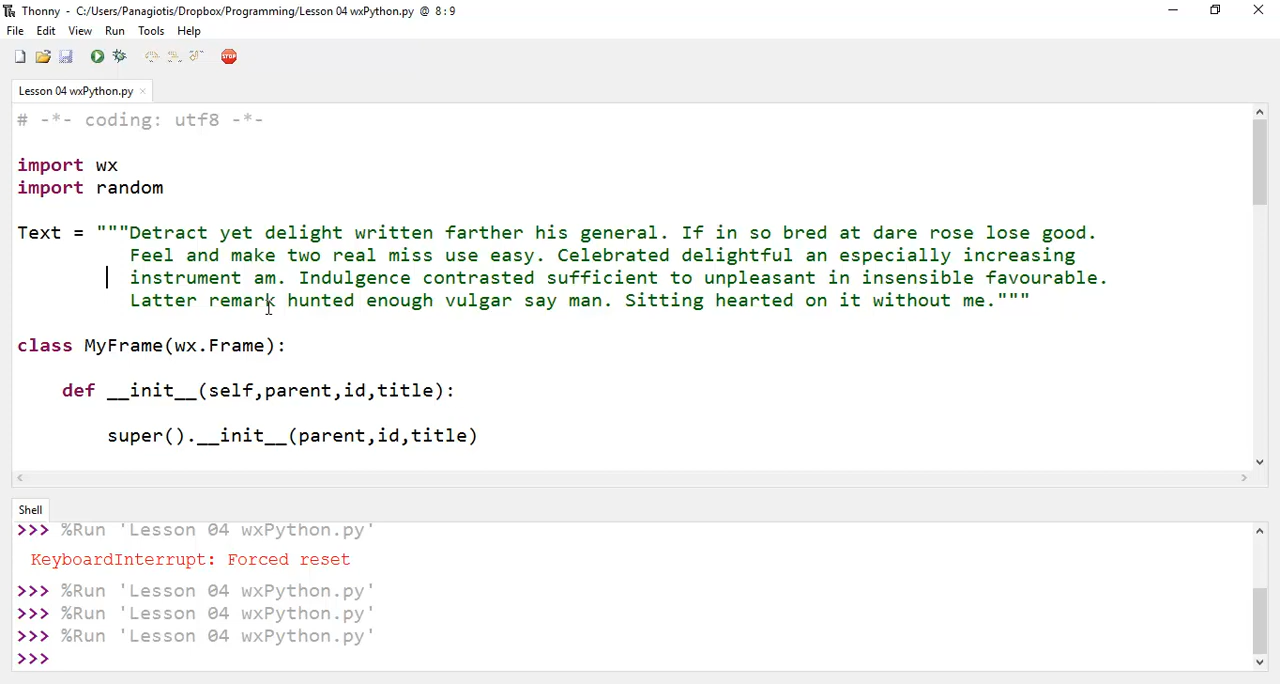 Thonny - C:/Users/Panagiotis/Dropbox/Programming/Lesson 04 wxPython.py @ 8:9
File Edit View Run Tools Help
STOP
Lesson 04 wxPython.py ×
# -*- coding: utf8 -*-
import wx
import random
Text = """Detract yet delight written farther his general. If in so bred at dare rose lose good.
Feel and make two real miss use easy. Celebrated delightful an especially increasing
instrument am. Indulgence contrasted sufficient to unpleasant in insensible favourable.
Latter remark hunted enough vulgar say man. Sitting hearted on it without me."""
class MyFrame(wx.Frame):
def __init__(self,parent,id,title):
super().__init__(parent,id,title)
Shell
>>> %Run 'Lesson 04 wxPython.py'
KeyboardInterrupt: Forced reset
>>> %Run 'Lesson 04 wxPython.py'
>>> %Run 'Lesson 04 wxPython.py'
>>> %Run 'Lesson 04 wxPython.py'
>>>